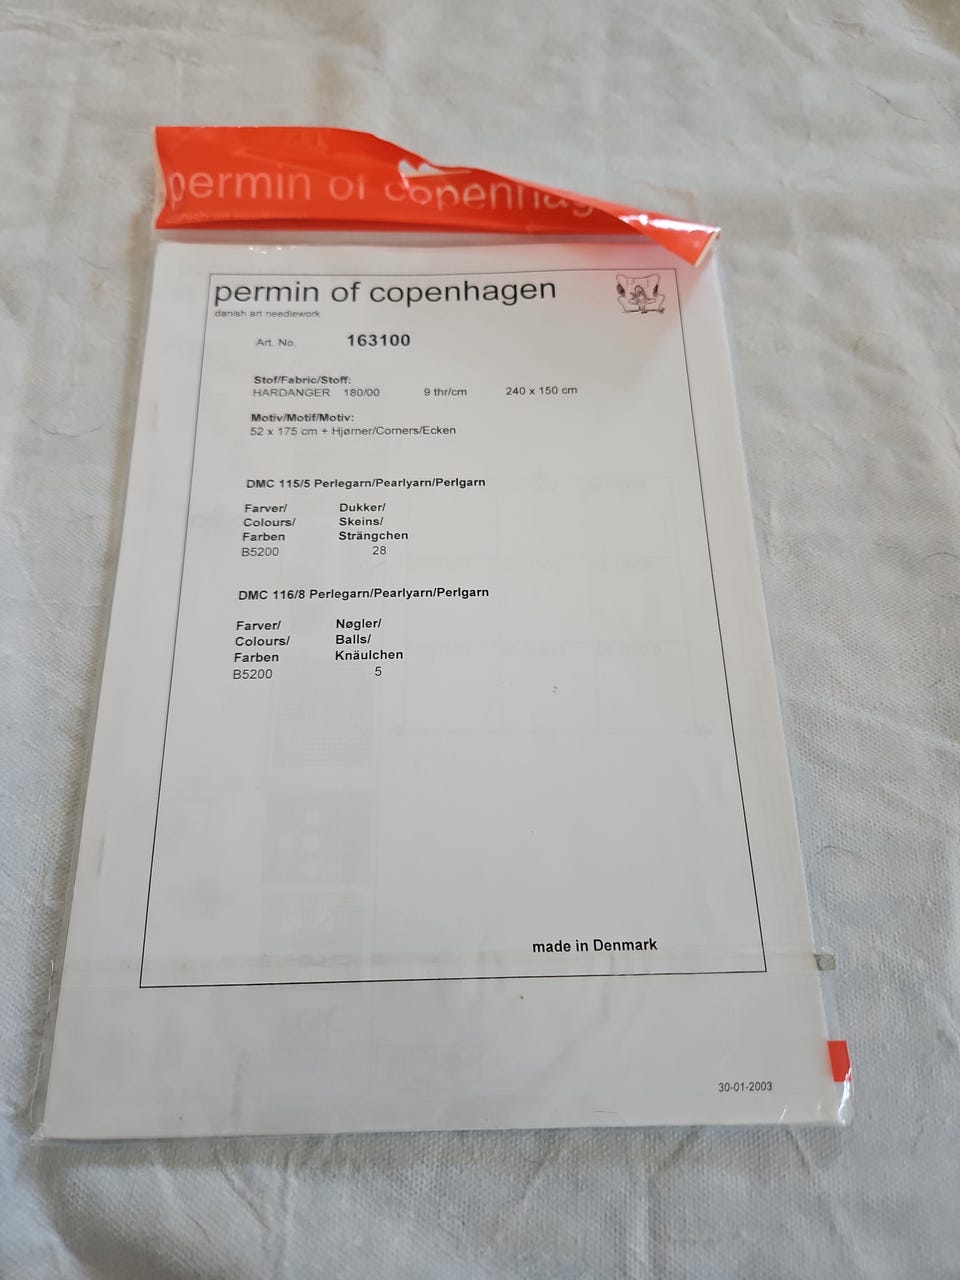 permin of copenhagen
permin of copenhagen
danish art needlework
Art. No. 163100
Stof/Fabric/Stoff:
HARDANGER 180/00 9 thr/cm 240 x 150 cm
Motiv/Motif/Motiv:
52 x 175 cm + Hjørner/Corners/Ecken
DMC 115/5 Perlegarn/Pearlyarn/Perlgarn
Farver/ Dukker/
Colours/ Skeins/
Farben Strängchen
B5200 28
DMC 116/8 Perlegarn/Pearlyarn/Perlgarn
Farver/ Nøgler/
Colours/ Balls/
Farben Knäulchen
B5200 5
made in Denmark
30-01-2003